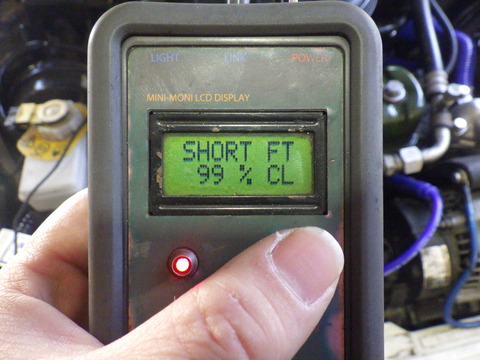 LIGHT LINK POWER
MINI-MONI LCD DISPLAY
SHORT FT
99 % CL